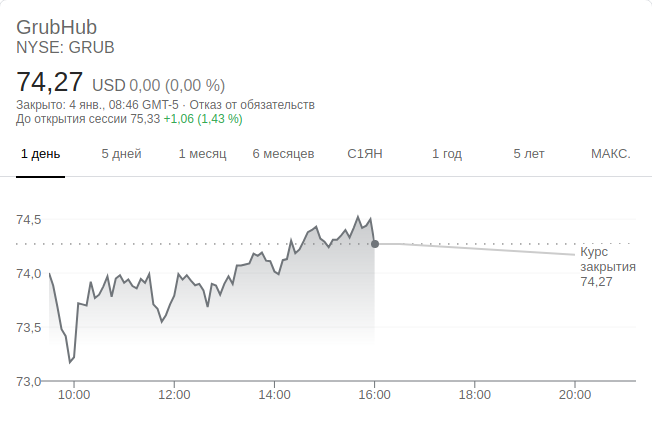 GrubHub
NYSE: GRUB
74,27 USD 0,00 (0,00 %)
Закрыто: 4 янв., 08:46 GMT-5 · Отказ от обязательств
До открытия сессии 75,33 +1,06 (1,43 %)
1 день 5 дней 1 месяц 6 месяцев С1ЯН 1 год 5 лет МАКС.
74,5
74,0
73,5
73,0
Курс
закрытия
74,27
10:00 12:00 14:00 16:00 18:00 20:00